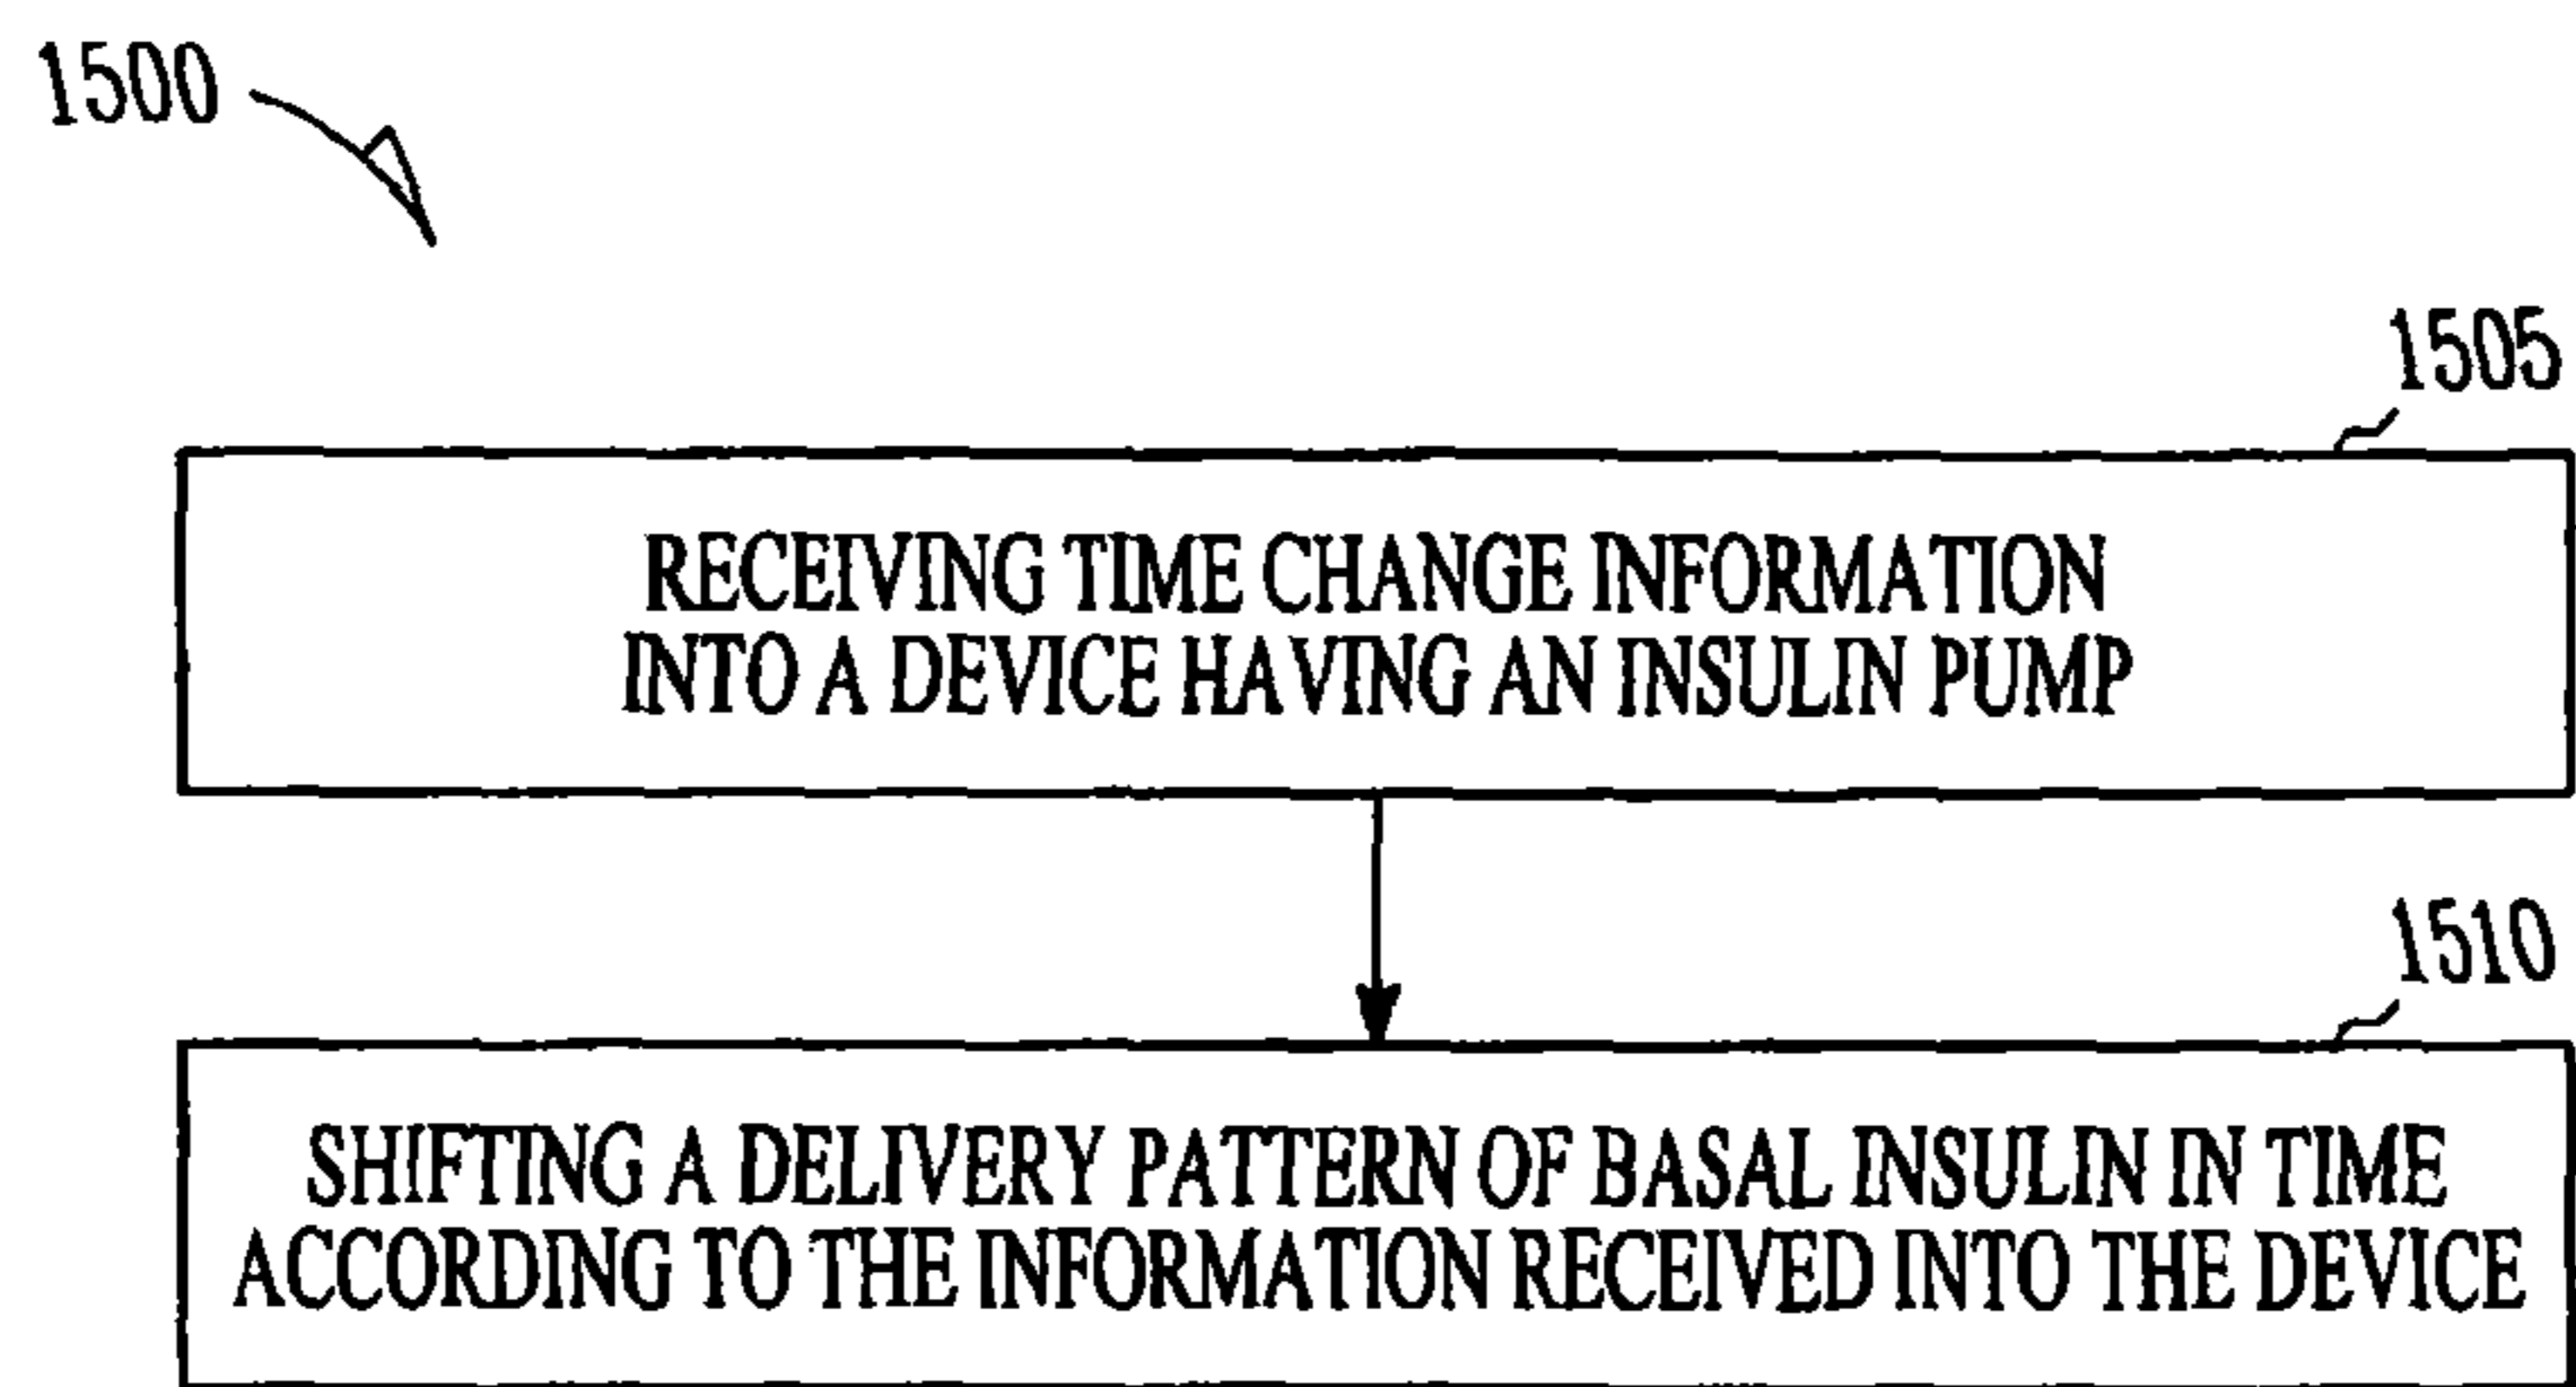 1500
1505
RECEIVING TIME CHANGE INFORMATION
INTO A DEVICE HAVING AN INSULIN PUMP
1510
SHIFTING A DELIVERY PATTERN OF BASAL INSULIN IN TIME
ACCORDING TO THE INFORMATION RECEIVED INTO THE DEVICE